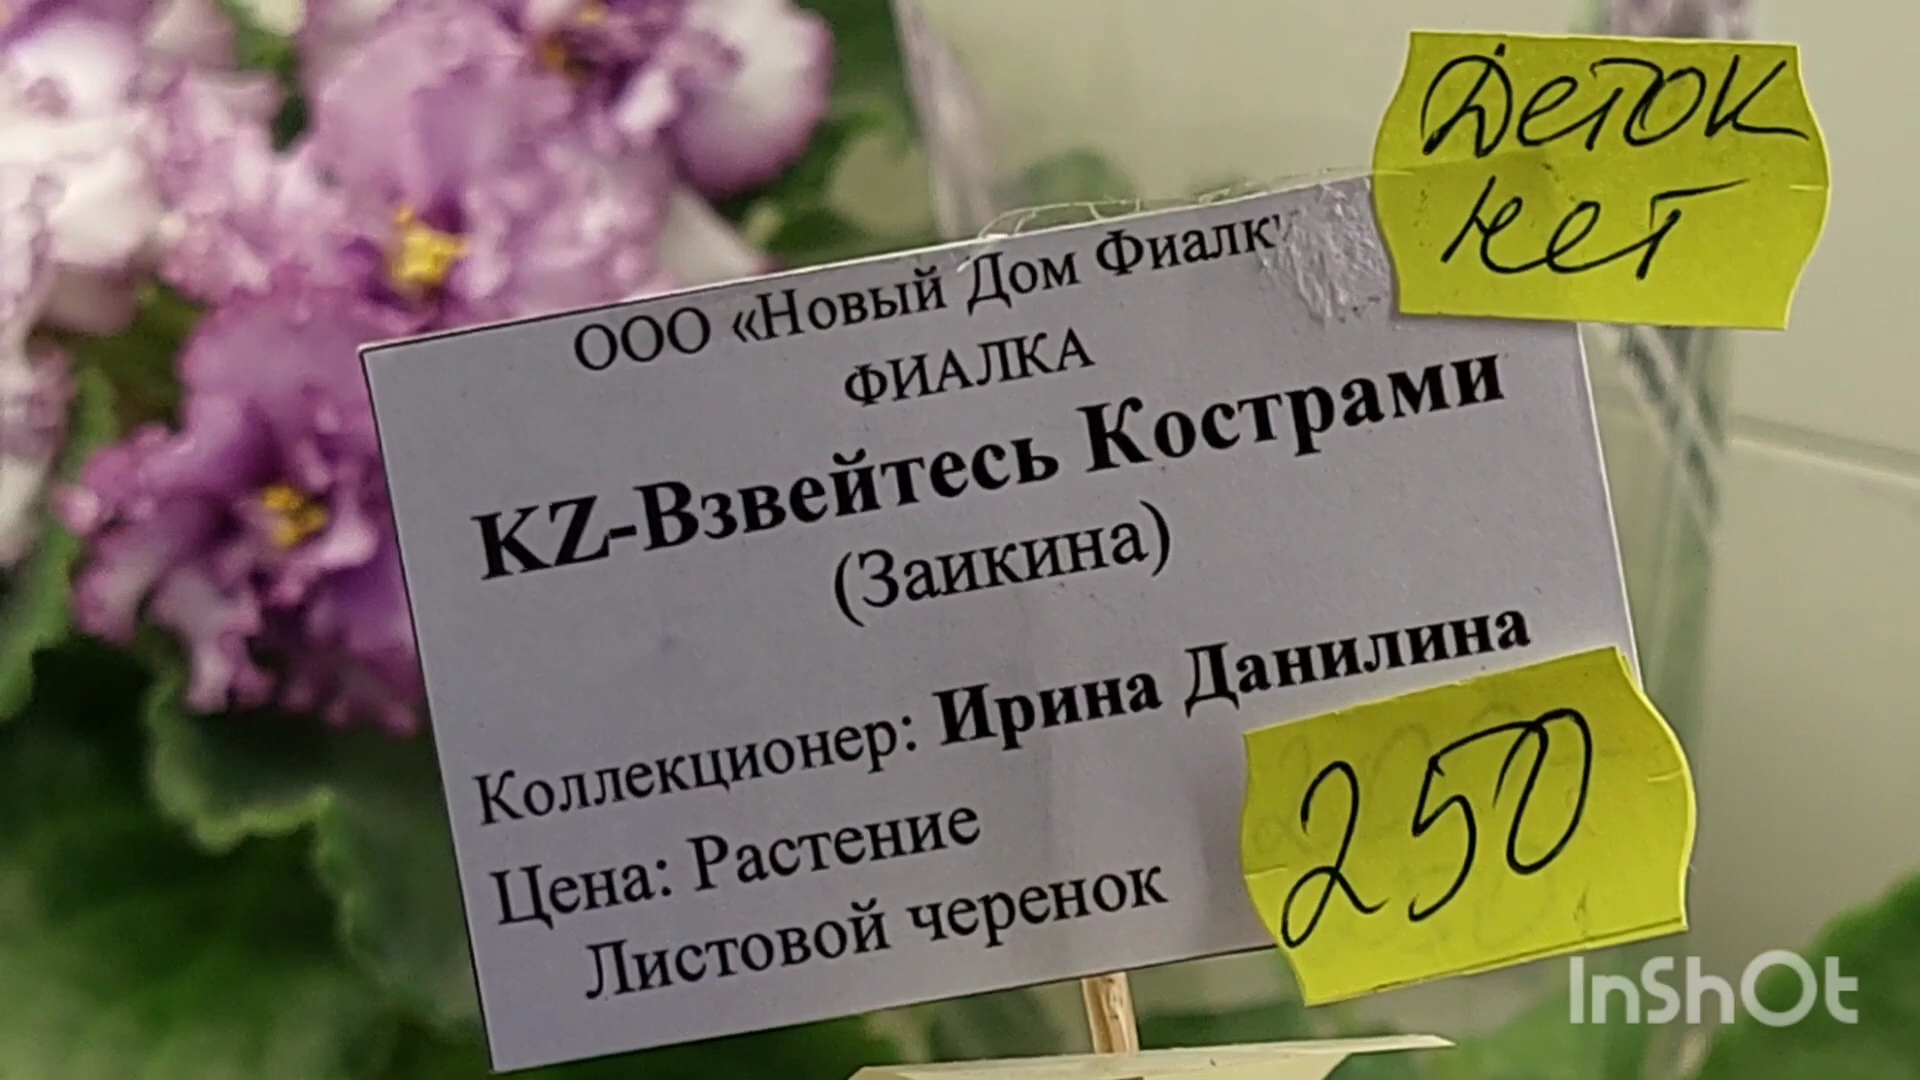 Деток
нет
ООО «Новый Дом
ФИАЛКА
KZ-Взвейтесь Кострами
(Заикина)
Коллекционер: Ирина Данилина
Цена: Растение
Листовой черенок
250
InShOt